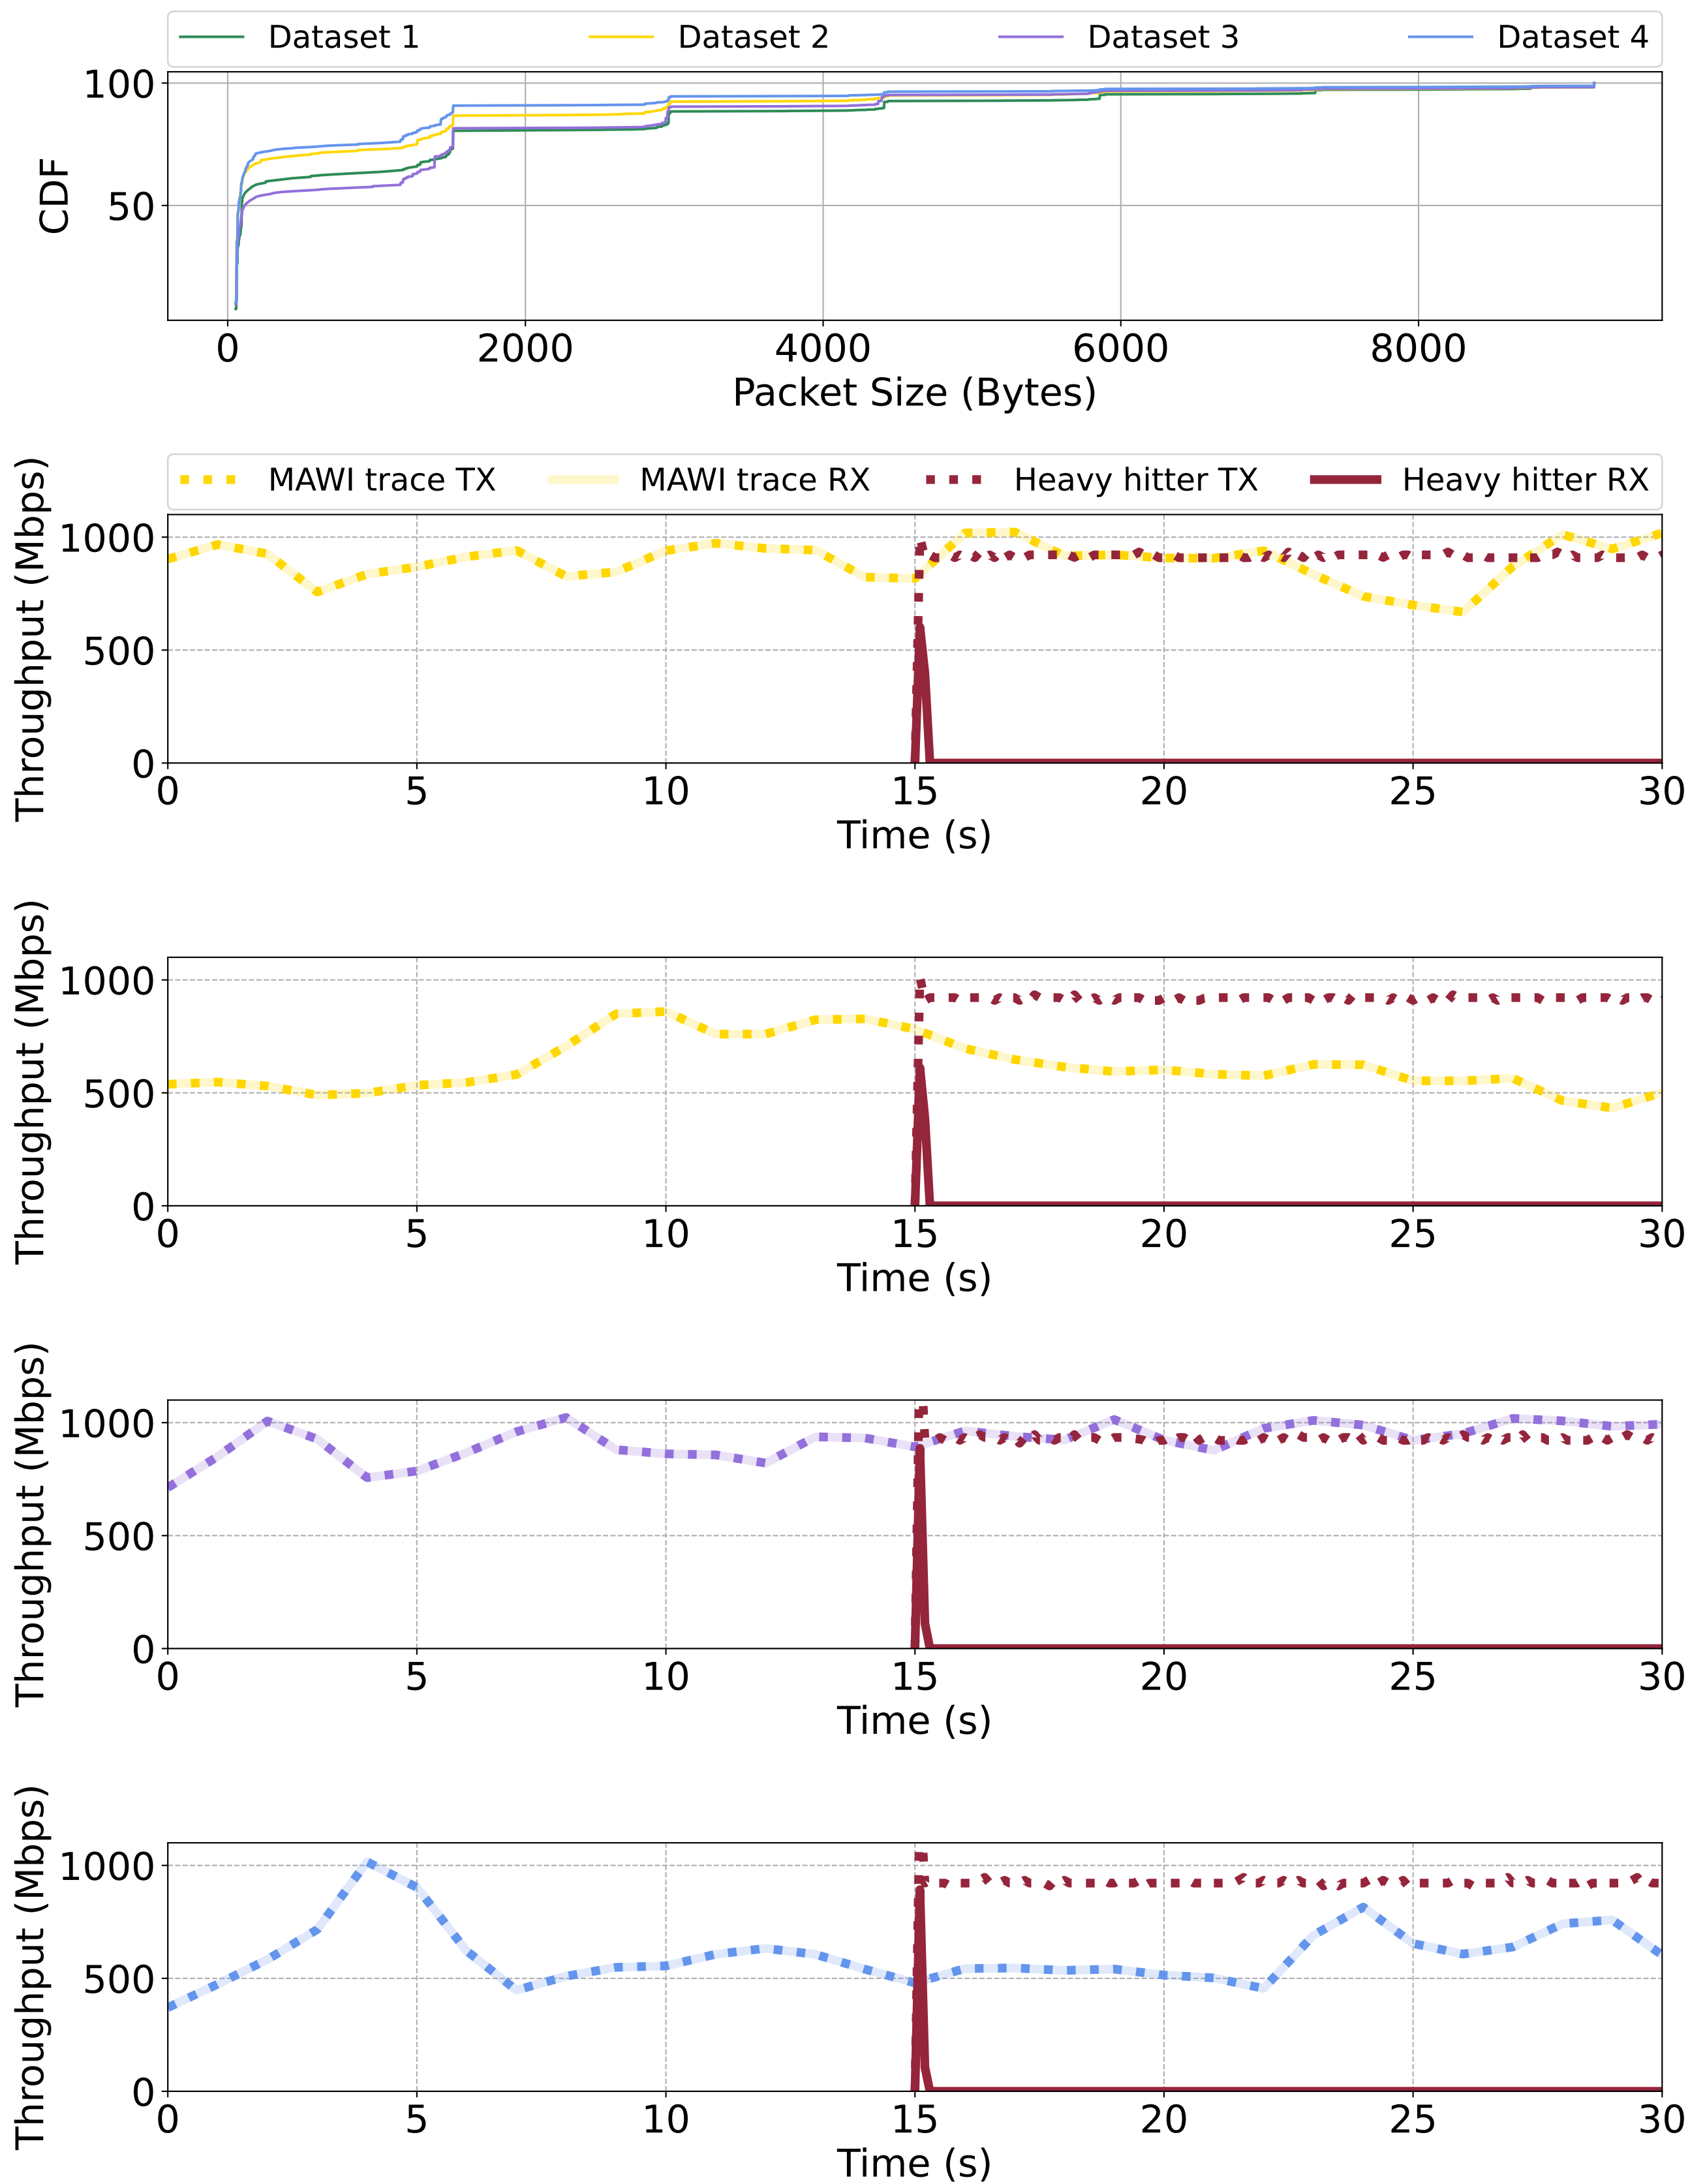 Dataset 1 Dataset 2 Dataset 3 Dataset 4
CDF
100
50
0 2000 4000 6000 8000
Packet Size (Bytes)
MAWI trace TX MAWI trace RX Heavy hitter TX Heavy hitter RX
Throughput (Mbps)
1000
500
0
0 5 10 15 20 25 30
Time (s)
Throughput (Mbps)
1000
500
0
0 5 10 15 20 25 30
Time (s)
Throughput (Mbps)
1000
500
0
0 5 10 15 20 25 30
Time (s)
Throughput (Mbps)
1000
500
0
0 5 10 15 20 25 30
Time (s)